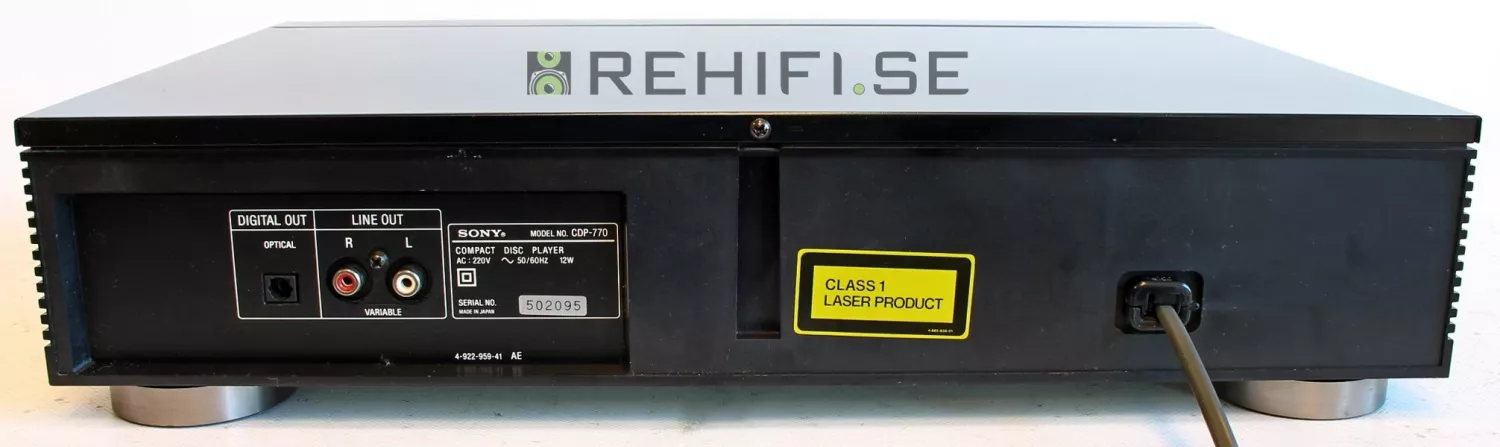 REHIFI.SE
DIGITAL OUT
OPTICAL
LINE OUT
R L
VARIABLE
SONY® MODEL NO. CDP-770
COMPACT DISC PLAYER
AC : 220V ～ 50/60HZ 12W
SERIAL NO. 502095
MADE IN JAPAN
4-922-959-41 AE
CLASS 1
LASER PRODUCT